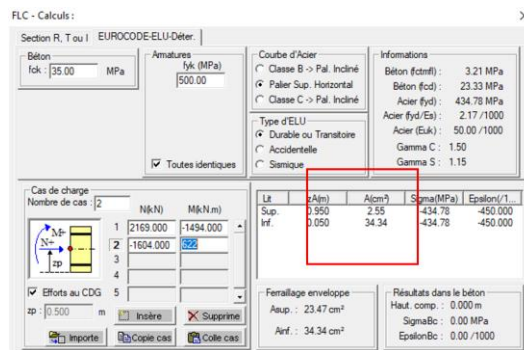 FLC - Calculs :
Section R, T ou I EUROCODE-ELU-Déter.
Béton
fck : 35.00 MPa
Armatures
fyk (MPa)
500.00
Toutes identiques
Courbe d'Acier
Classe B -> Pal. Incliné
Palier Sup. Horizontal
Classe C -> Pal. Incliné
Type d'ELU
Durable ou Transitoire
Accidentelle
Sismique
Informations
Béton (fctmfl) : 3.21 MPa
Béton (fcd) : 23.33 MPa
Acier (fyd) : 434.78 MPa
Acier (fyd/Es) : 2.17 /1000
Acier (Euk) : 50.00 /1000
Gamma C : 1.50
Gamma S : 1.15
Cas de charge
Nombre de cas : 2
N(kN) M(kN.m)
1 2169.000 -1494.000
2 -1604.000 622
3
4
5
M+
N+
zp
Efforts au CDG
zp : 0.500 m
Insère Supprime
Importe Copie cas Colle cas
Lit zA(m) A(cm²) Sigma(MPa) Epsilon(/1...
Sup. 0.950 2.55 -434.78 -450.000
Inf. 0.050 34.34 -434.78 -450.000
Ferraillage enveloppe
Asup. : 23.47 cm²
Ainf. : 34.34 cm²
Résultats dans le béton
Haut. comp. : 0.000 m
SigmaBc : 0.00 MPa
EpsilonBc : 0.00 /1000